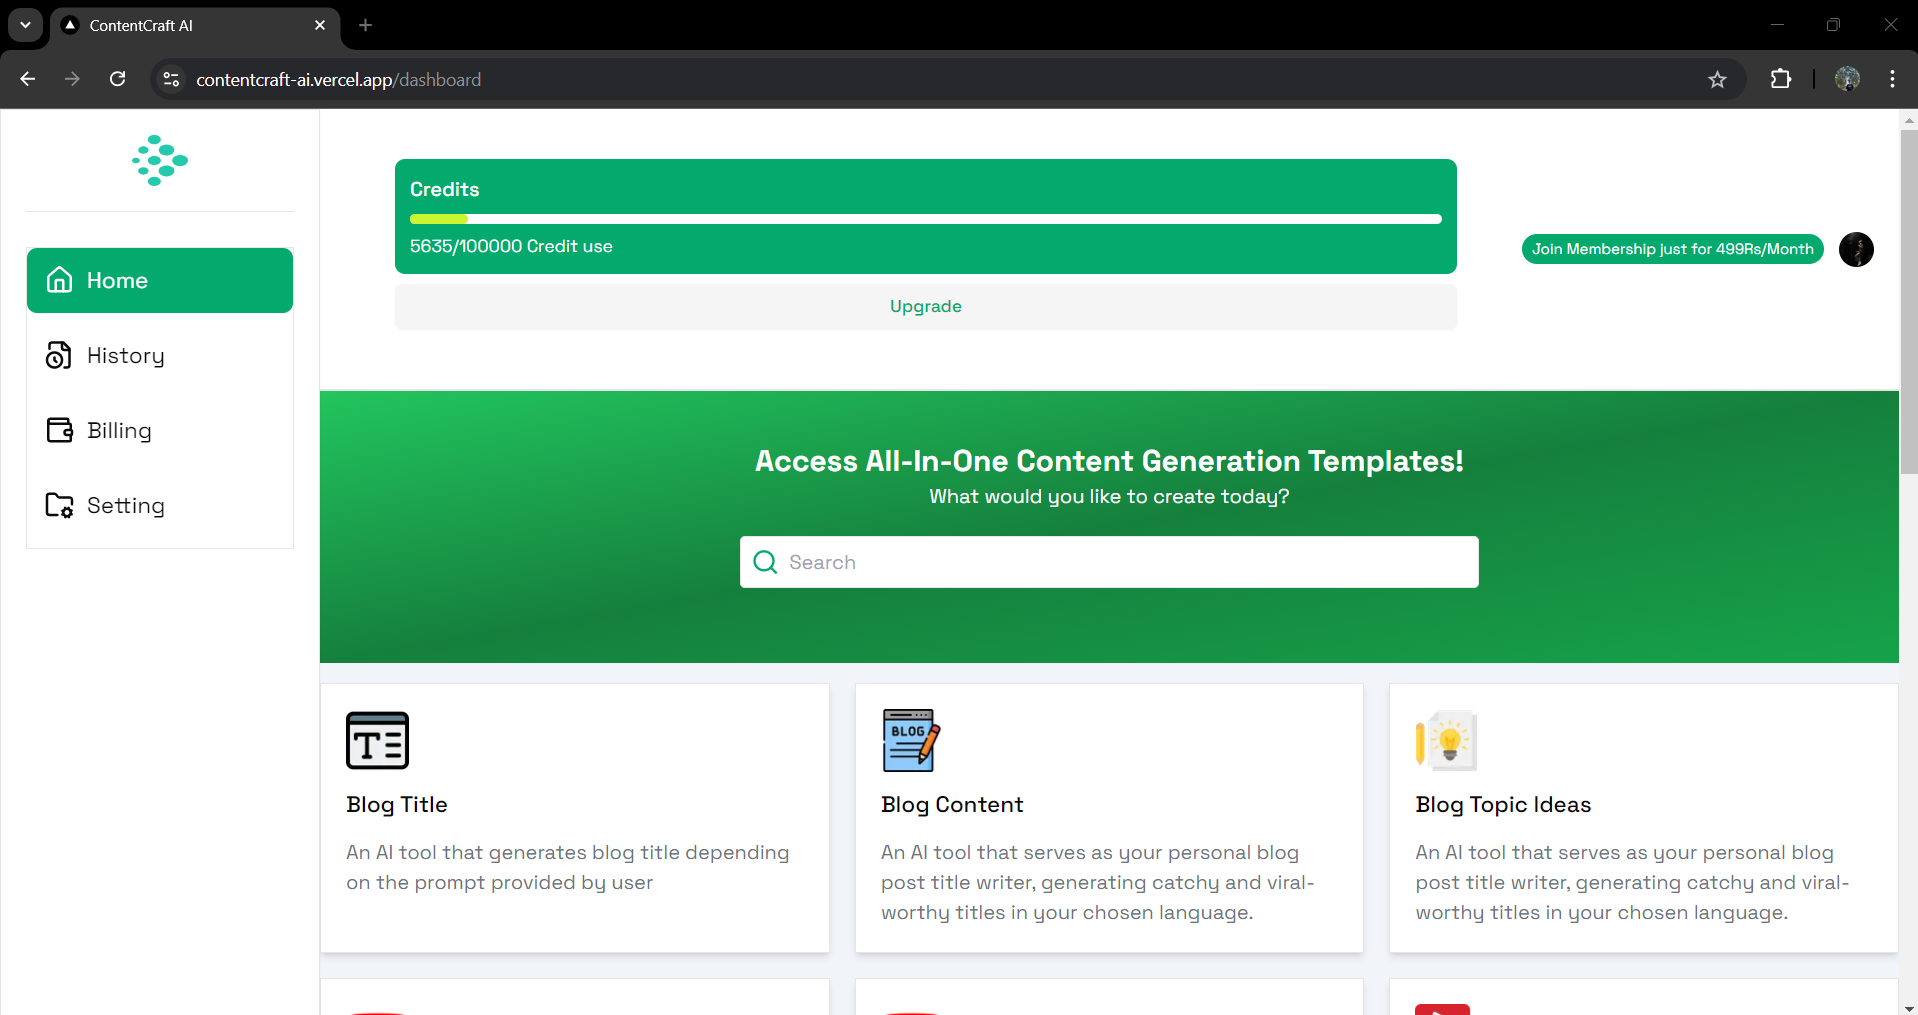 ContentCraft AI
contentcraft-ai.vercel.app/dashboard
Credits
5635/100000 Credit use
Upgrade
Join Membership just for 499Rs/Month
Home
History
Billing
Setting
Access All-In-One Content Generation Templates!
What would you like to create today?
Search
Blog Title
An AI tool that generates blog title depending
on the prompt provided by user
BLOG
Blog Content
An AI tool that serves as your personal blog
post title writer, generating catchy and viral-
worthy titles in your chosen language.
Blog Topic Ideas
An AI tool that serves as your personal blog
post title writer, generating catchy and viral-
worthy titles in your chosen language.